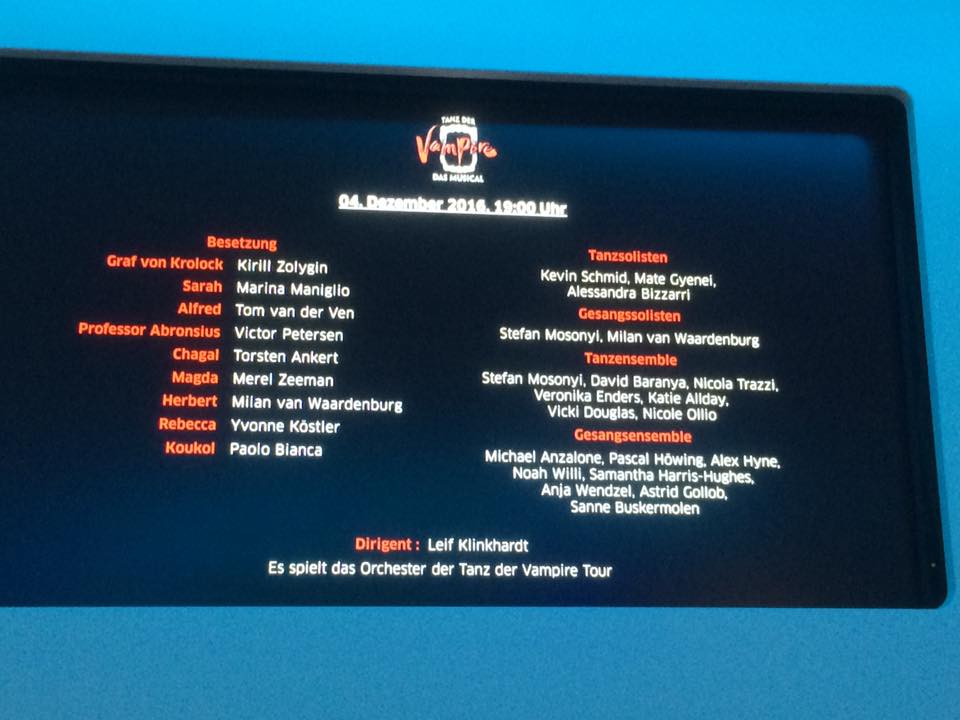 TANZ DER
Vampire
DAS MUSICAL
04. Dezember 2016, 19:00 Uhr
Besetzung
Graf von Krolock Kirill Zolygin
Sarah Marina Maniglio
Alfred Tom van der Ven
Professor Abronsius Victor Petersen
Chagal Torsten Ankert
Magda Merel Zeeman
Herbert Milan van Waardenburg
Rebecca Yvonne Köstler
Koukol Paolo Bianca
Tanzsolisten
Kevin Schmid, Mate Gyenei,
Alessandra Bizzarri
Gesangssolisten
Stefan Mosonyi, Milan van Waardenburg
Tanzensemble
Stefan Mosonyi, David Baranya, Nicola Trazzi,
Veronika Enders, Katie Allday,
Vicki Douglas, Nicole Ollio
Gesangsensemble
Michael Anzalone, Pascal Höwing, Alex Hyne,
Noah Willi, Samantha Harris-Hughes,
Anja Wendzel, Astrid Gollob,
Sanne Buskermolen
Dirigent : Leif Klinkhardt
Es spielt das Orchester der Tanz der Vampire Tour